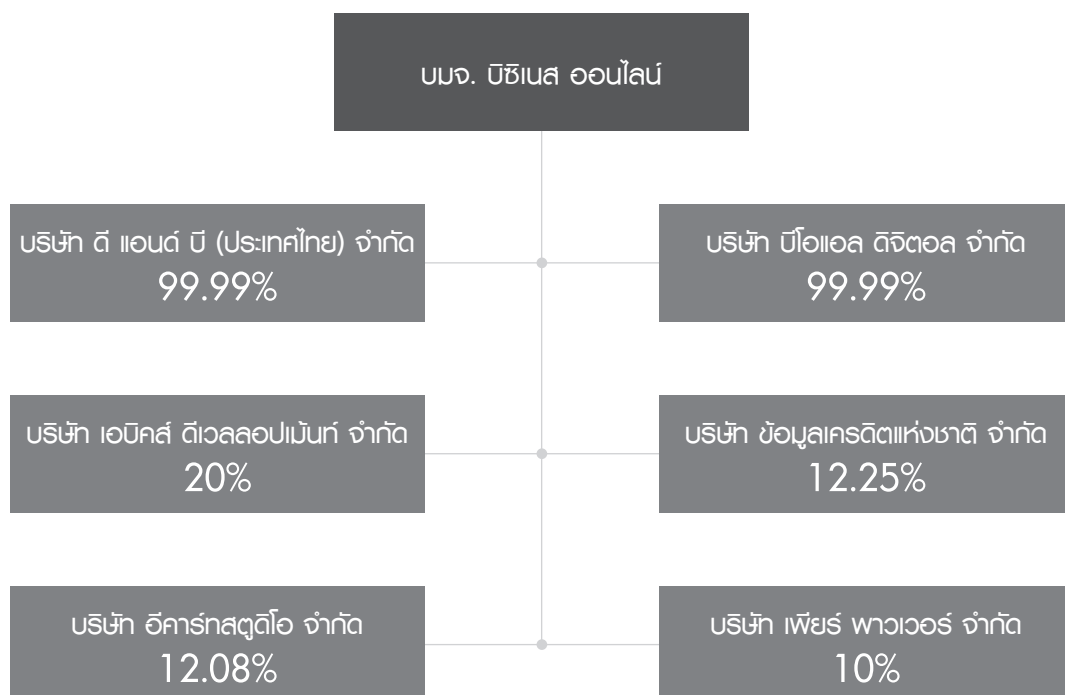 บมจ. บิซิเนส ออนไลน์
บริษัท ดี แอนด์ บี (ประเทศไทย) จำกัด
99.99%
บริษัท บีโอแอล ดิจิตอล จำกัด
99.99%
บริษัท เอบิคส์ ดีเวลลอปเม้นท์ จำกัด
20%
บริษัท ข้อมูลเครดิตแห่งชาติ จำกัด
12.25%
บริษัท อีคาร์ทสตูดิโอ จำกัด
12.08%
บริษัท เพียร์ พาวเวอร์ จำกัด
10%